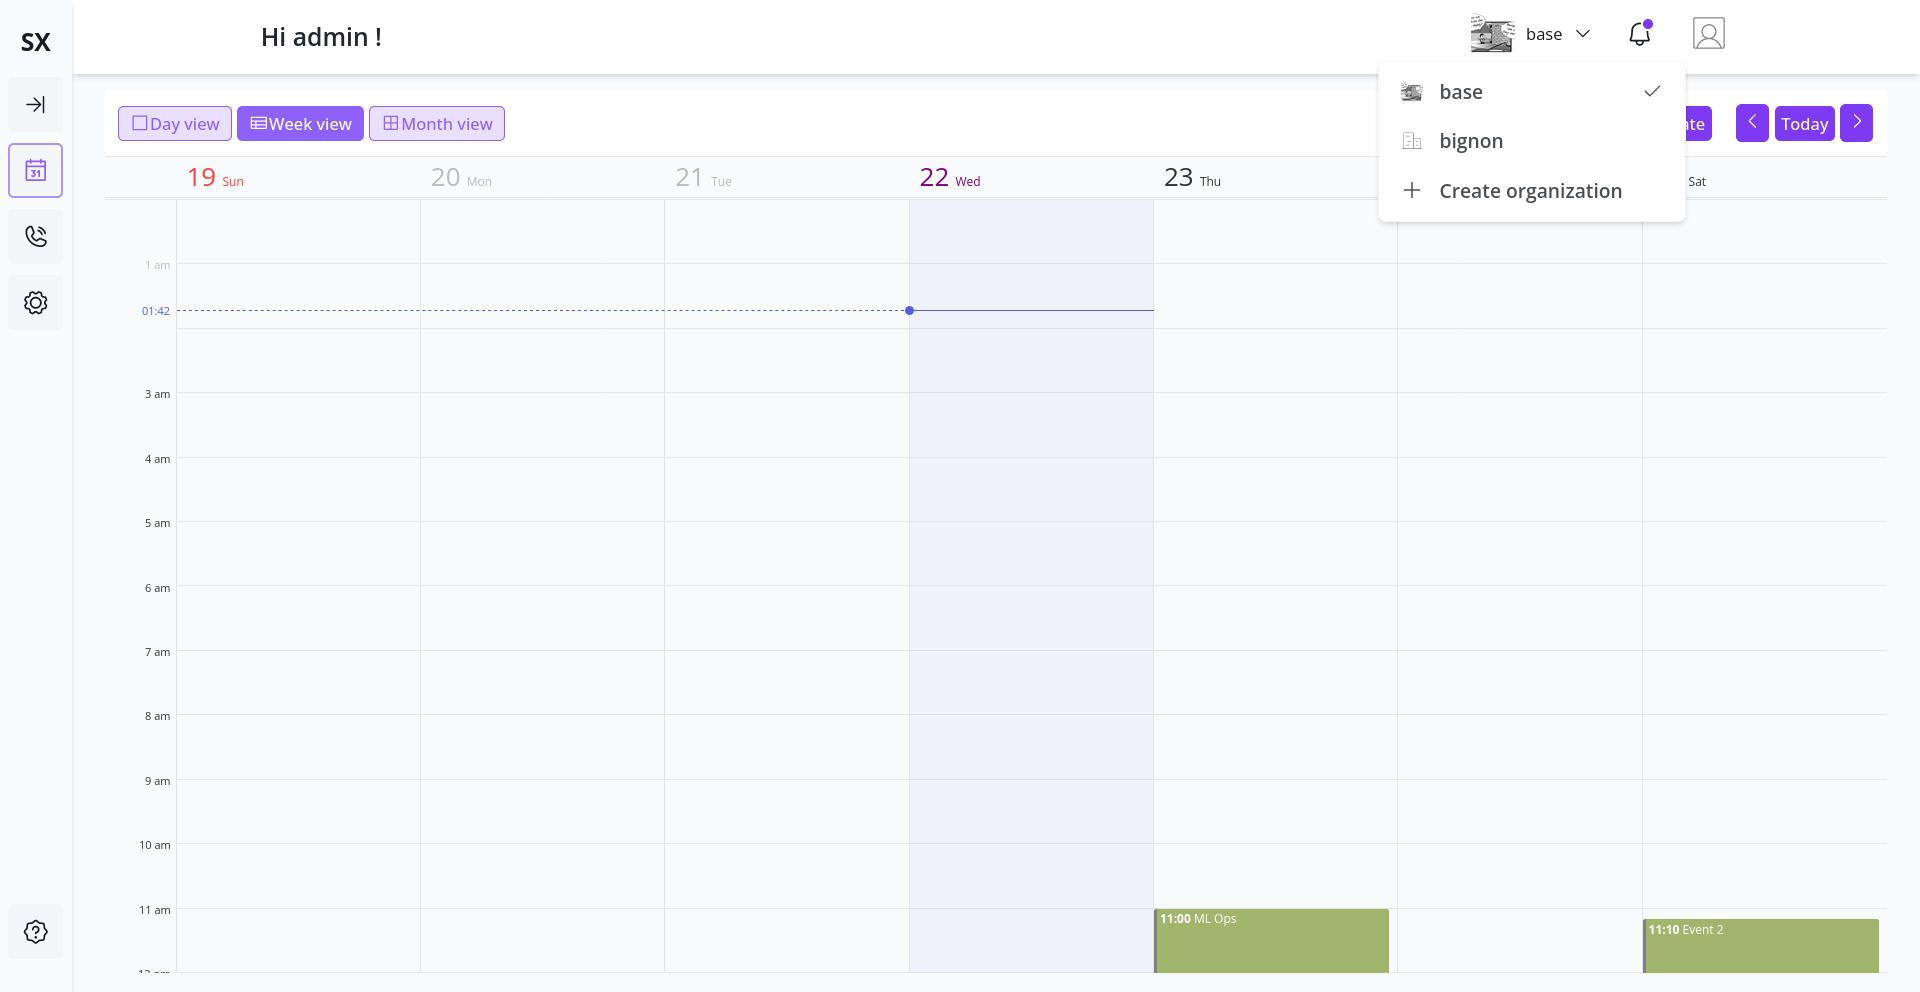 SX
Hi admin !
base
base
bignon
Create organization
Day view
Week view
Month view
Today
19 Sun
20 Mon
21 Tue
22 Wed
23 Thu
Sat
1 am
01:42
3 am
4 am
5 am
6 am
7 am
8 am
9 am
10 am
11 am
11:00 ML Ops
11:10 Event 2
31